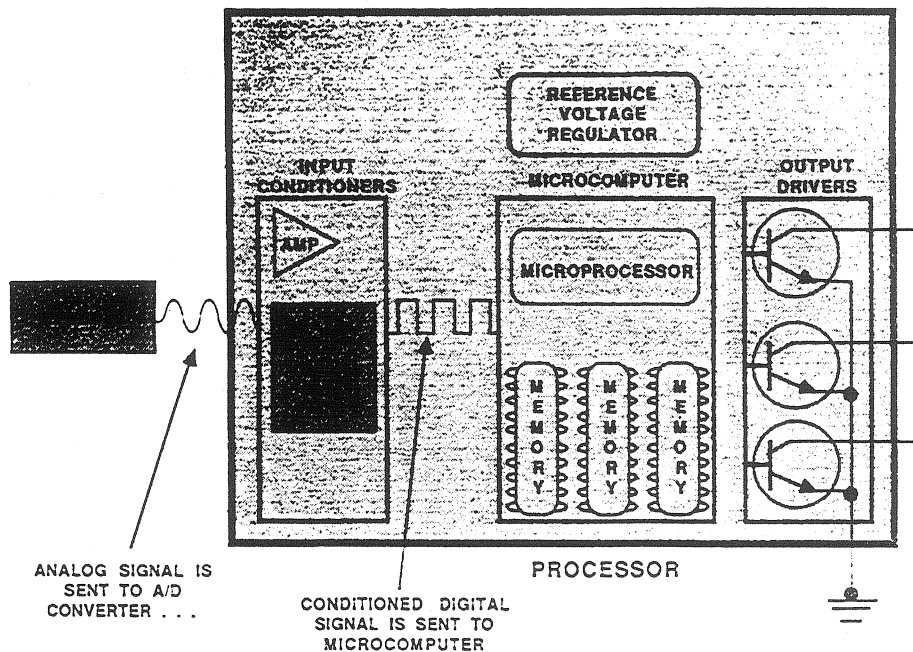 REFERENCE
VOLTAGE
REGULATOR
INPUT
CONDITIONERS
MICROCOMPUTER
OUTPUT
DRIVERS
AMP
MICROPROCESSOR
MEMORY
MEMORY
MEMORY
PROCESSOR
ANALOG SIGNAL IS
SENT TO A/D
CONVERTER . . .
CONDITIONED DIGITAL
SIGNAL IS SENT TO
MICROCOMPUTER